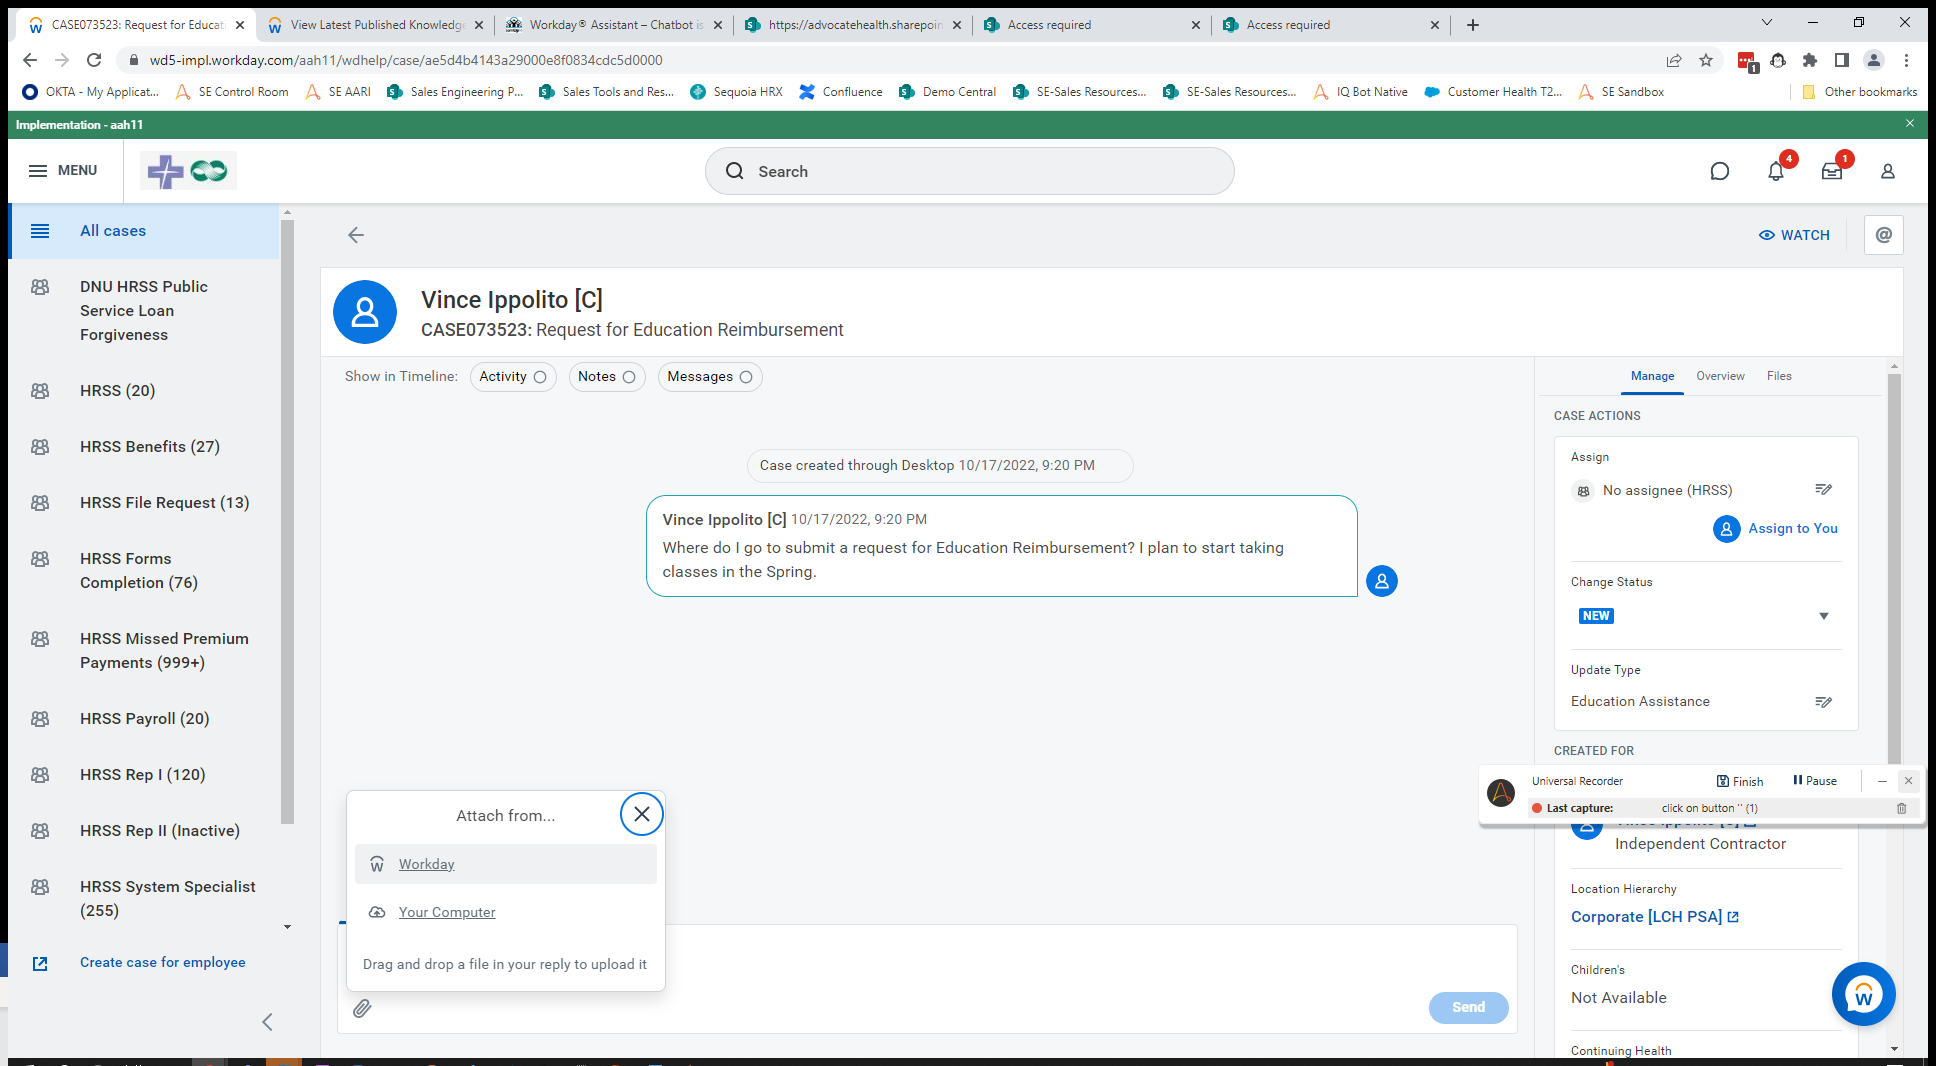 CASE073523: Request for Educat
View Latest Published Knowledge
Workday® Assistant – Chatbot is
https://advocatehealth.sharepoin
Access required
Access required
wd5-impl.workday.com/aah11/wdhelp/case/ae5d4b4143a29000e8f0834cdc5d0000
1
OKTA - My Applicat...
SE Control Room
SE AARI
Sales Engineering P...
Sales Tools and Res...
Sequoia HRX
Confluence
Demo Central
SE-Sales Resources...
SE-Sales Resources...
IQ Bot Native
Customer Health T2...
SE Sandbox
Other bookmarks
Implementation - aah11
MENU
Search
4
1
All cases
DNU HRSS Public
Service Loan
Forgiveness
HRSS (20)
HRSS Benefits (27)
HRSS File Request (13)
HRSS Forms
Completion (76)
HRSS Missed Premium
Payments (999+)
HRSS Payroll (20)
HRSS Rep I (120)
HRSS Rep II (Inactive)
HRSS System Specialist
(255)
Create case for employee
WATCH
@
Vince Ippolito [C]
CASE073523: Request for Education Reimbursement
Show in Timeline:
Activity
Notes
Messages
Case created through Desktop 10/17/2022, 9:20 PM
Vince Ippolito [C] 10/17/2022, 9:20 PM
Where do I go to submit a request for Education Reimbursement? I plan to start taking
classes in the Spring.
Attach from...
Workday
Your Computer
Drag and drop a file in your reply to upload it
Send
Manage
Overview
Files
CASE ACTIONS
Assign
No assignee (HRSS)
Assign to You
Change Status
NEW
Update Type
Education Assistance
CREATED FOR
Universal Recorder
Finish
Pause
Last capture:
click on button '' (1)
Vince Ippolito [C]
Independent Contractor
Location Hierarchy
Corporate [LCH PSA]
Children's
Not Available
Continuing Health